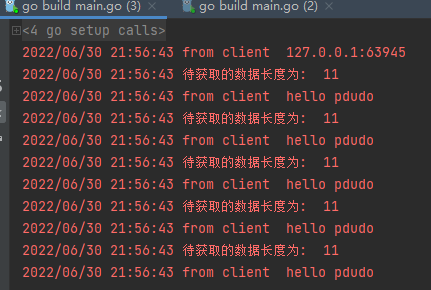 go build main.go (3) × go build main.go (2) ×
<4 go setup calls>
2022/06/30 21:56:43 from client  127.0.0.1:63945
2022/06/30 21:56:43 待获取的数据长度为:  11
2022/06/30 21:56:43 from client  hello pdudo
2022/06/30 21:56:43 待获取的数据长度为:  11
2022/06/30 21:56:43 from client  hello pdudo
2022/06/30 21:56:43 待获取的数据长度为:  11
2022/06/30 21:56:43 from client  hello pdudo
2022/06/30 21:56:43 待获取的数据长度为:  11
2022/06/30 21:56:43 from client  hello pdudo
2022/06/30 21:56:43 待获取的数据长度为:  11
2022/06/30 21:56:43 from client  hello pdudo